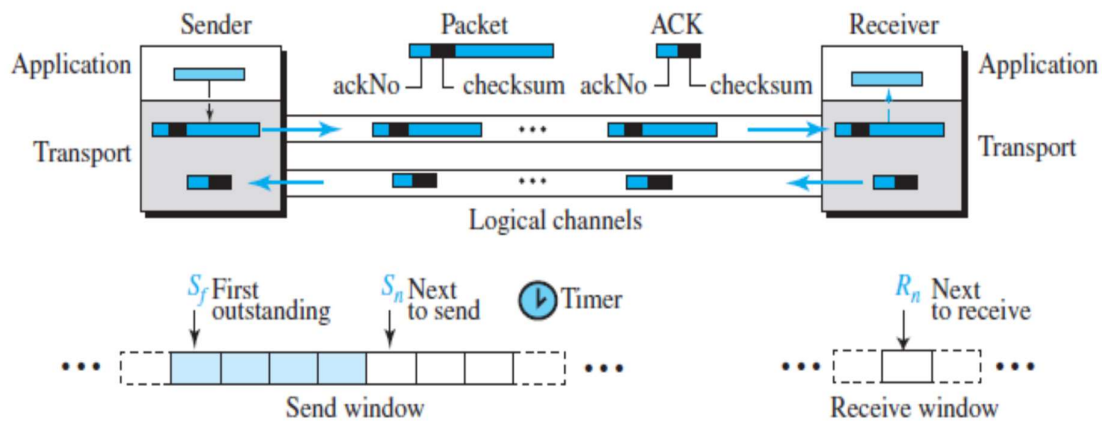 Sender Packet ACK Receiver
Application Application
ackNo checksum ackNo checksum
...
Transport Transport
...
Logical channels
Sf First outstanding
Sn Next to send
Timer
Rn Next to receive
... ... ... ...
Send window Receive window